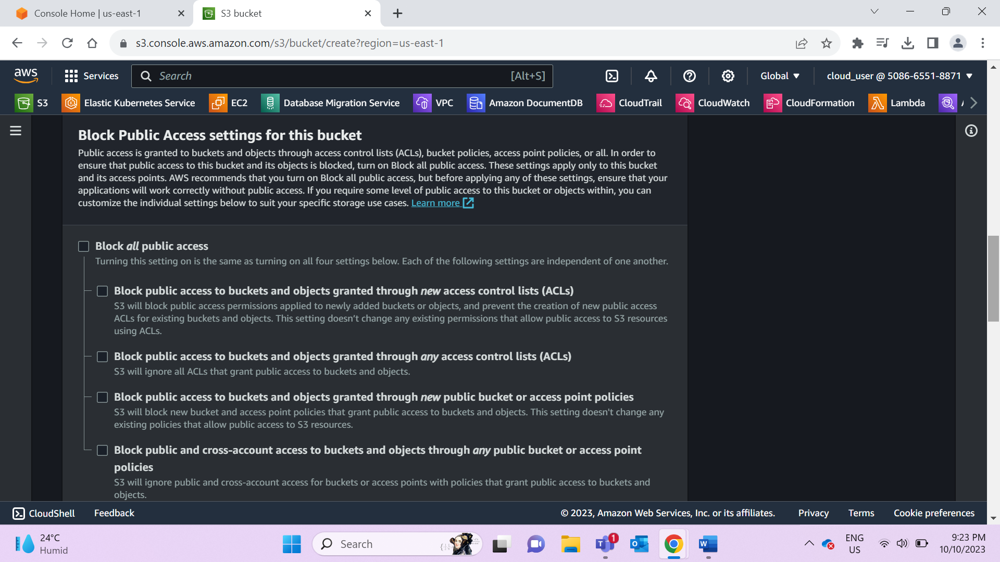 Console Home | us-east-1
S3 bucket
s3.console.aws.amazon.com/s3/bucket/create?region=us-east-1
aws
Services
Search
[Alt+S]
Global
cloud_user @ 5086-6551-8871
S3
Elastic Kubernetes Service
EC2
Database Migration Service
VPC
Amazon DocumentDB
CloudTrail
CloudWatch
CloudFormation
Lambda
Block Public Access settings for this bucket
Public access is granted to buckets and objects through access control lists (ACLs), bucket policies, access point policies, or all. In order to
ensure that public access to this bucket and its objects is blocked, turn on Block all public access. These settings apply only to this bucket
and its access points. AWS recommends that you turn on Block all public access, but before applying any of these settings, ensure that your
applications will work correctly without public access. If you require some level of public access to this bucket or objects within, you can
customize the individual settings below to suit your specific storage use cases. Learn more
Block all public access
Turning this setting on is the same as turning on all four settings below. Each of the following settings are independent of one another.
Block public access to buckets and objects granted through new access control lists (ACLs)
S3 will block public access permissions applied to newly added buckets or objects, and prevent the creation of new public access
ACLs for existing buckets and objects. This setting doesn’t change any existing permissions that allow public access to S3 resources
using ACLs.
Block public access to buckets and objects granted through any access control lists (ACLs)
S3 will ignore all ACLs that grant public access to buckets and objects.
Block public access to buckets and objects granted through new public bucket or access point policies
S3 will block new bucket and access point policies that grant public access to buckets and objects. This setting doesn't change any
existing policies that allow public access to S3 resources.
Block public and cross-account access to buckets and objects through any public bucket or access point
policies
S3 will ignore public and cross-account access for buckets or access points with policies that grant public access to buckets and
objects.
CloudShell
Feedback
© 2023, Amazon Web Services, Inc. or its affiliates.
Privacy
Terms
Cookie preferences
24°C
Humid
Search
1
ENG
US
9:23 PM
10/10/2023